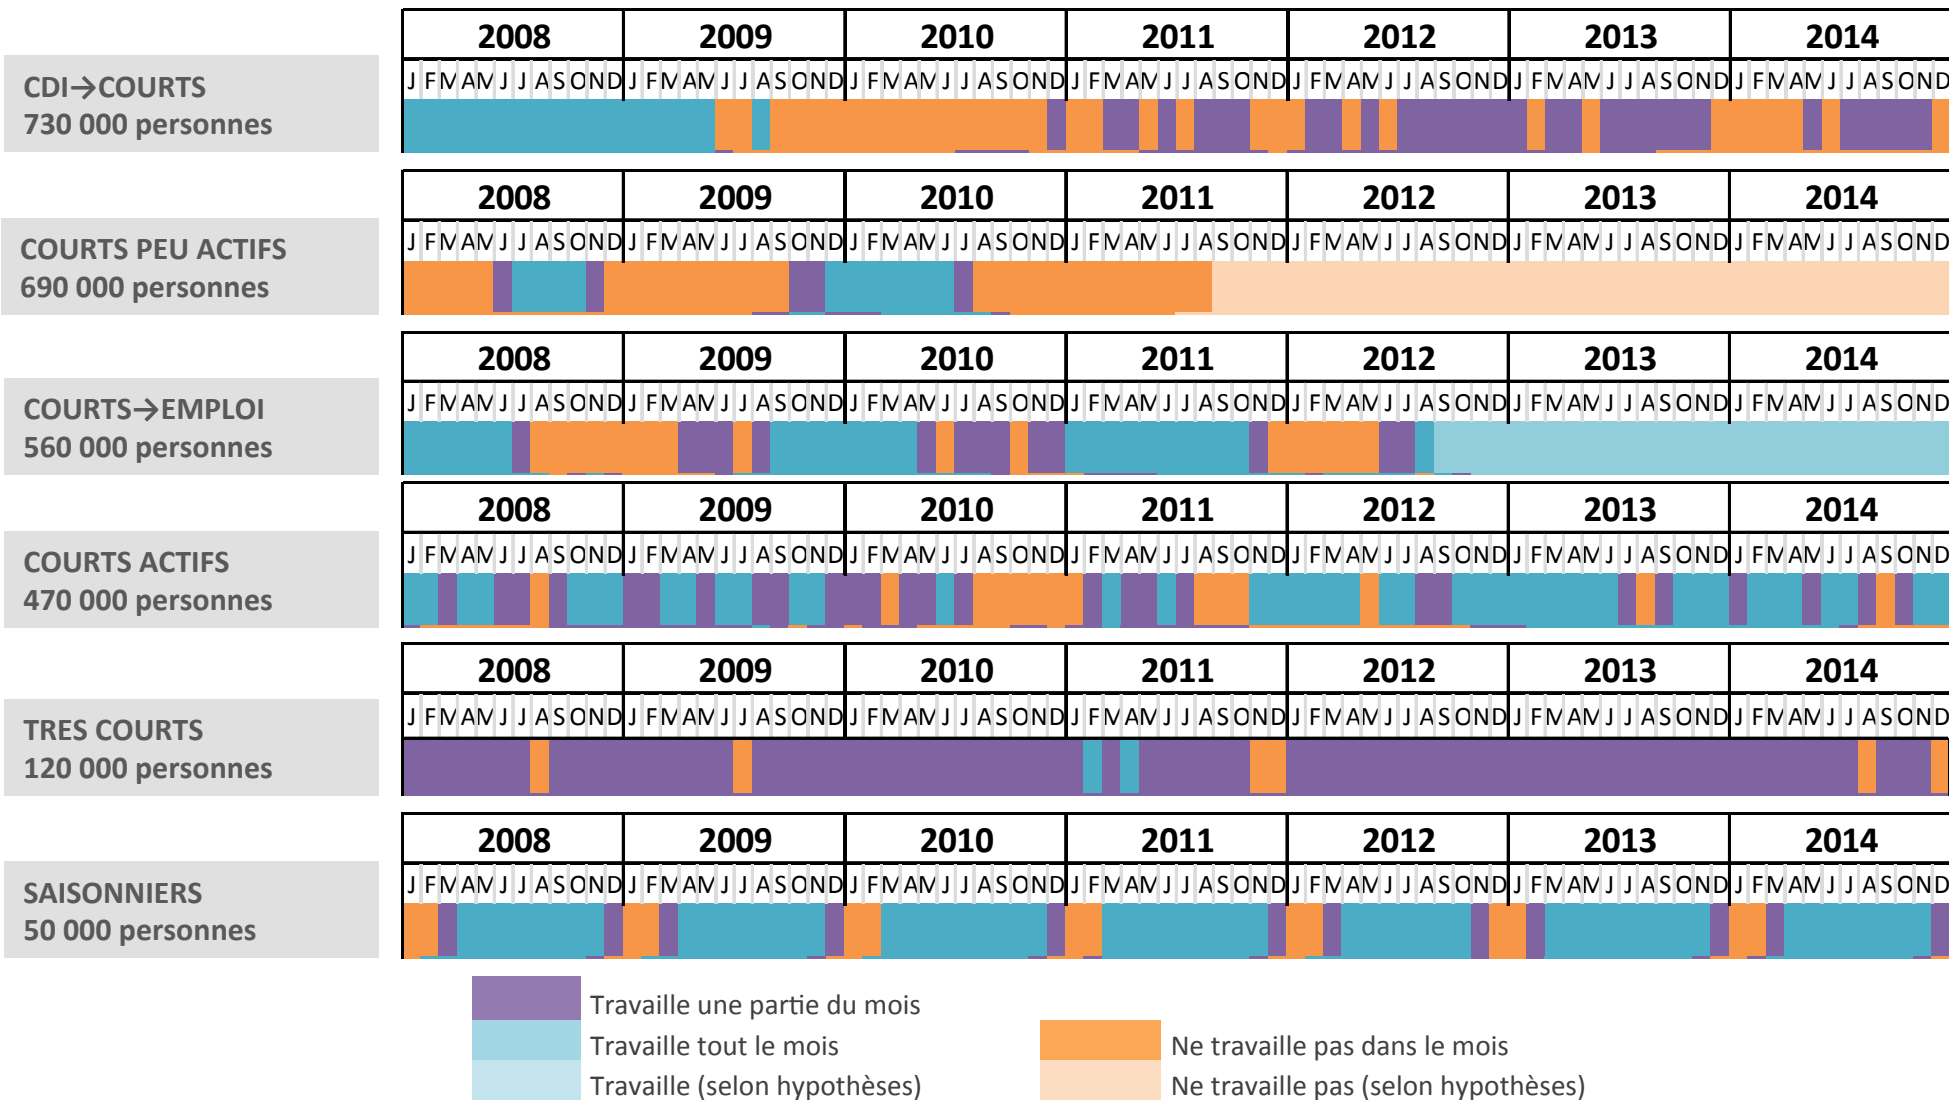 2008 2009 2010 2011 2012 2013 2014
CDI→COURTS
730 000 personnes
J F M A M J J A S O N D J F M A M J J A S O N D J F M A M J J A S O N D J F M A M J J A S O N D J F M A M J J A S O N D J F M A M J J A S O N D J F M A M J J A S O N D
2008 2009 2010 2011 2012 2013 2014
COURTS PEU ACTIFS
690 000 personnes
J F M A M J J A S O N D J F M A M J J A S O N D J F M A M J J A S O N D J F M A M J J A S O N D J F M A M J J A S O N D J F M A M J J A S O N D J F M A M J J A S O N D
2008 2009 2010 2011 2012 2013 2014
COURTS→EMPLOI
560 000 personnes
J F M A M J J A S O N D J F M A M J J A S O N D J F M A M J J A S O N D J F M A M J J A S O N D J F M A M J J A S O N D J F M A M J J A S O N D J F M A M J J A S O N D
2008 2009 2010 2011 2012 2013 2014
COURTS ACTIFS
470 000 personnes
J F M A M J J A S O N D J F M A M J J A S O N D J F M A M J J A S O N D J F M A M J J A S O N D J F M A M J J A S O N D J F M A M J J A S O N D J F M A M J J A S O N D
2008 2009 2010 2011 2012 2013 2014
TRES COURTS
120 000 personnes
J F M A M J J A S O N D J F M A M J J A S O N D J F M A M J J A S O N D J F M A M J J A S O N D J F M A M J J A S O N D J F M A M J J A S O N D J F M A M J J A S O N D
2008 2009 2010 2011 2012 2013 2014
SAISONNIERS
50 000 personnes
J F M A M J J A S O N D J F M A M J J A S O N D J F M A M J J A S O N D J F M A M J J A S O N D J F M A M J J A S O N D J F M A M J J A S O N D J F M A M J J A S O N D
Travaille une partie du mois
Travaille tout le mois
Ne travaille pas dans le mois
Travaille (selon hypothèses)
Ne travaille pas (selon hypothèses)